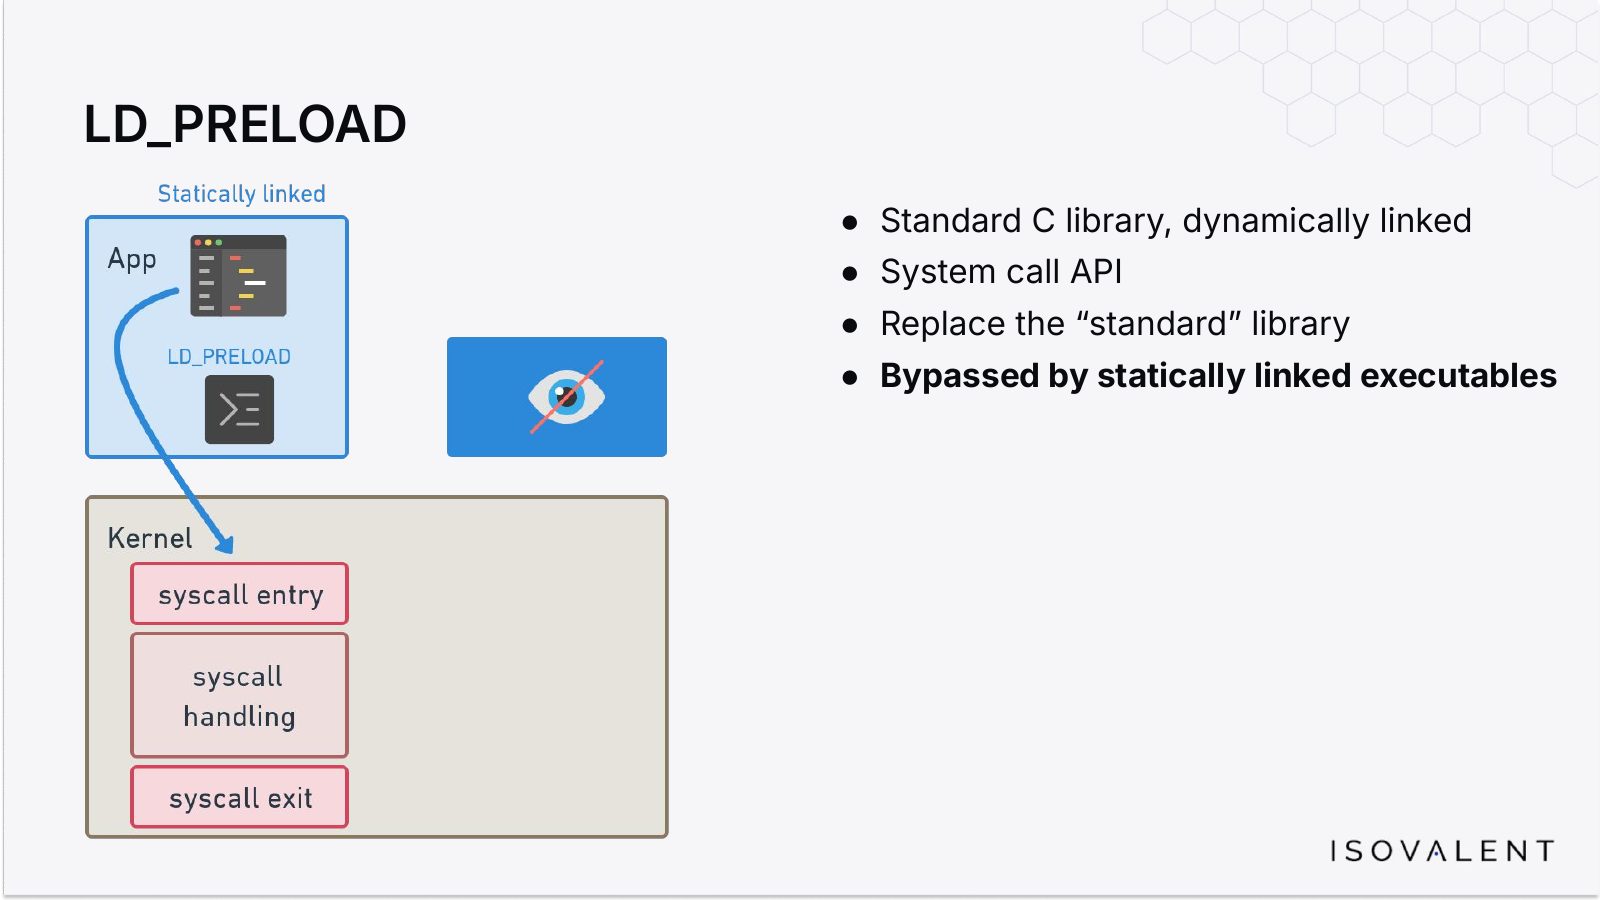 LD_PRELOAD
Statically linked
App
LD_PRELOAD
Kernel
syscall entry
syscall
handling
syscall exit
● Standard C library, dynamically linked
● System call API
● Replace the “standard” library
● Bypassed by statically linked executables
ISOVALENT